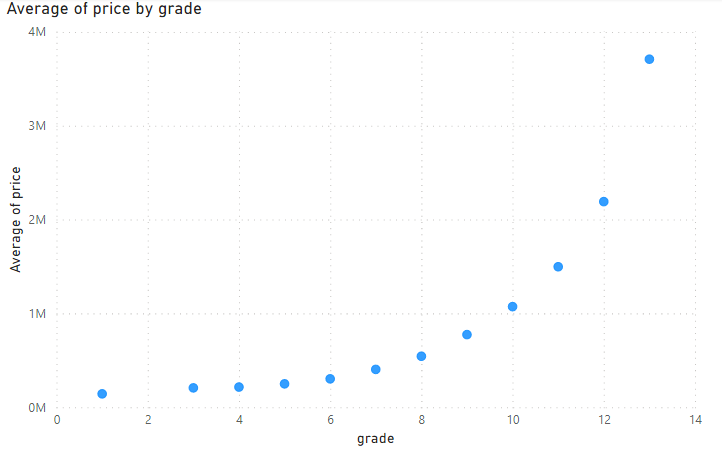 Average of price by grade
4M
3M
2M
1M
0M
Average of price
0 2 4 6 8 10 12 14
grade